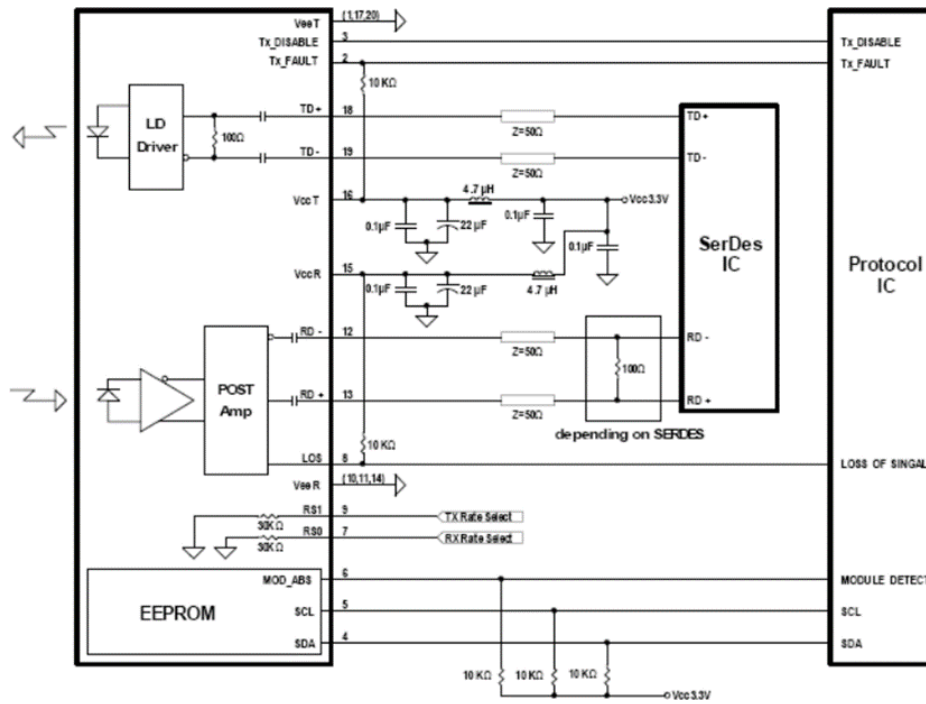 VeeT (1,17,20)
Tx_DISABLE 3 Tx_DISABLE
Tx_FAULT 2 Tx_FAULT
10 KΩ
LD
Driver
100Ω
TD+ 18 Z=50Ω TD+
TD- 19 Z=50Ω TD-
VccT 16 4.7 µH Vcc3.3V
0.1µF 22 µF 0.1µF 0.1µF
SerDes
IC
Protocol
IC
VccR 15
0.1µF 22 µF 4.7 µH
RD - 12 Z=50Ω RD -
POST
Amp
100Ω
RD + 13 Z=50Ω RD +
depending on SERDES
10 KΩ
LOS 8 LOSS OF SINGAL
VeeR (10,11,14)
RS1 9 TX Rate Select
30KΩ
RS0 7 RX Rate Select
30KΩ
EEPROM
MOD_ABS 6 MODULE DETECT
SCL 5 SCL
SDA 4 SDA
10 KΩ 10 KΩ 10 KΩ
Vcc3.3V